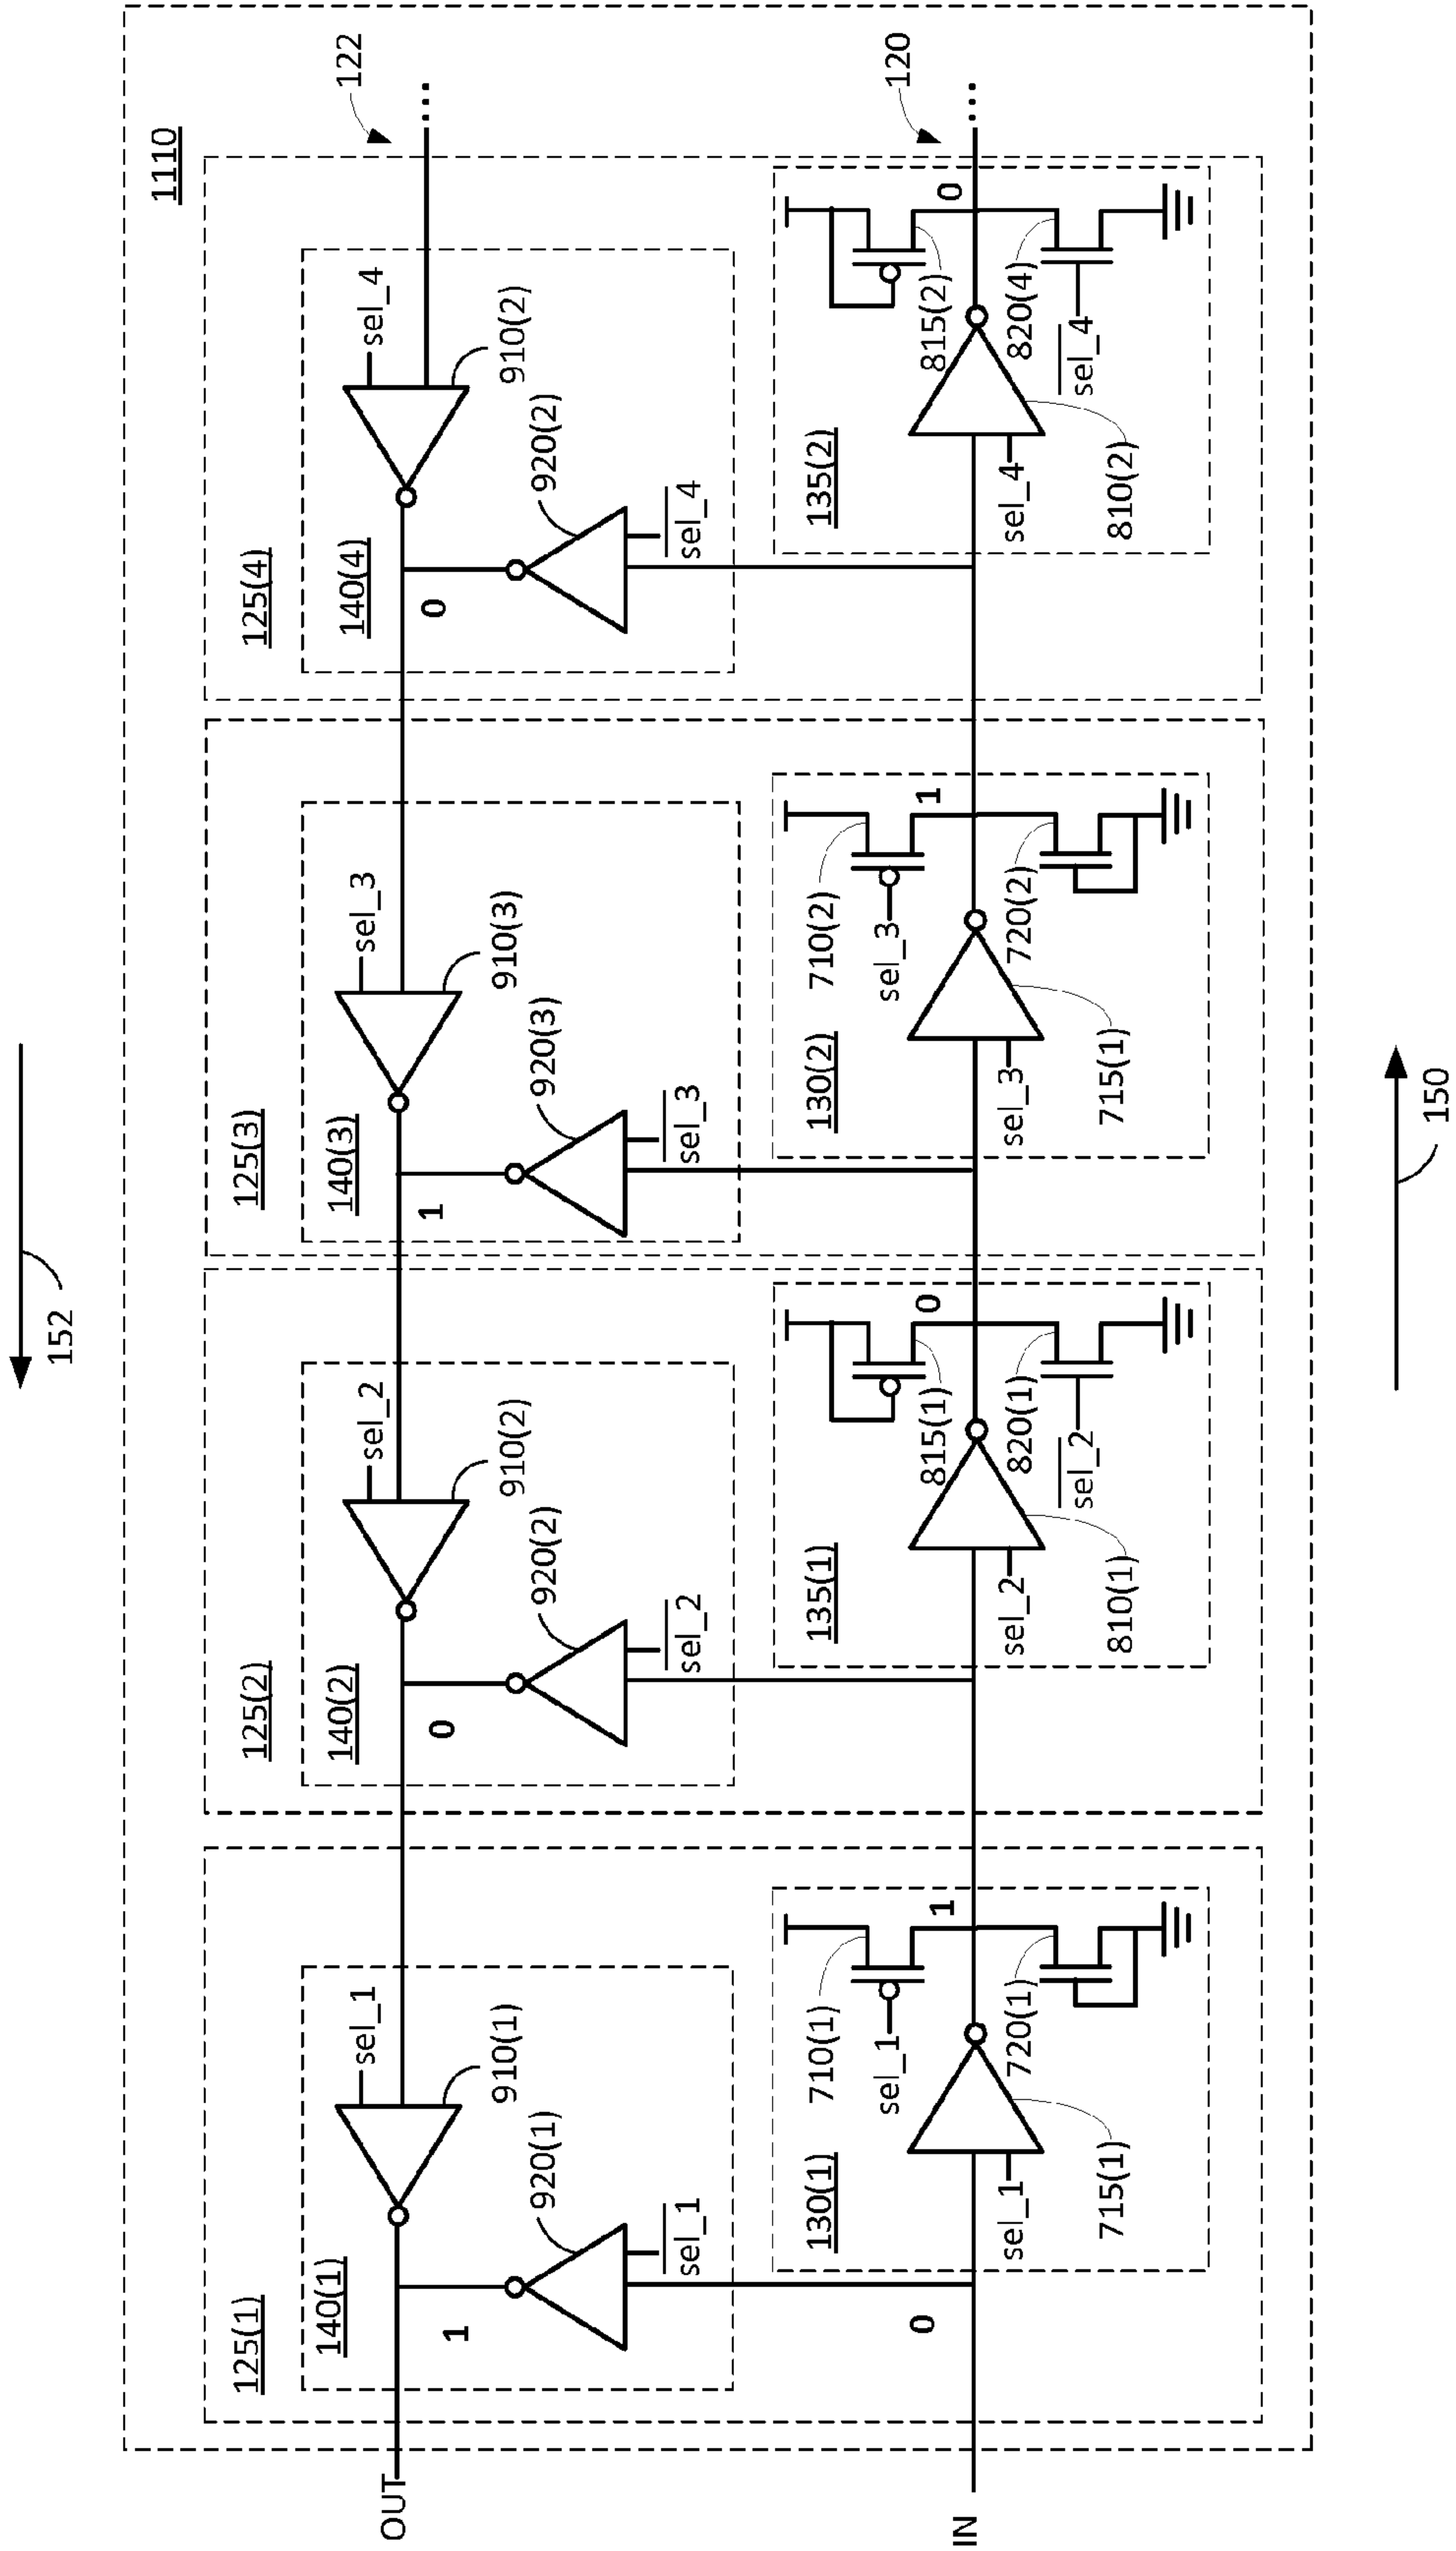 1110
152
122
120
150
OUT
IN
125(1)
140(1)
sel_1
910(1)
920(1)
sel_1
1
0
130(1)
710(1)
sel_1
1
720(1)
sel_1
715(1)
125(2)
140(2)
sel_2
910(2)
920(2)
sel_2
0
135(1)
815(1)
0
820(1)
sel_2
sel_2
810(1)
125(3)
140(3)
sel_3
910(3)
920(3)
sel_3
1
130(2)
710(2)
sel_3
1
720(2)
sel_3
715(1)
125(4)
140(4)
sel_4
910(2)
920(2)
sel_4
0
135(2)
815(2)
0
820(4)
sel_4
sel_4
810(2)
...
...